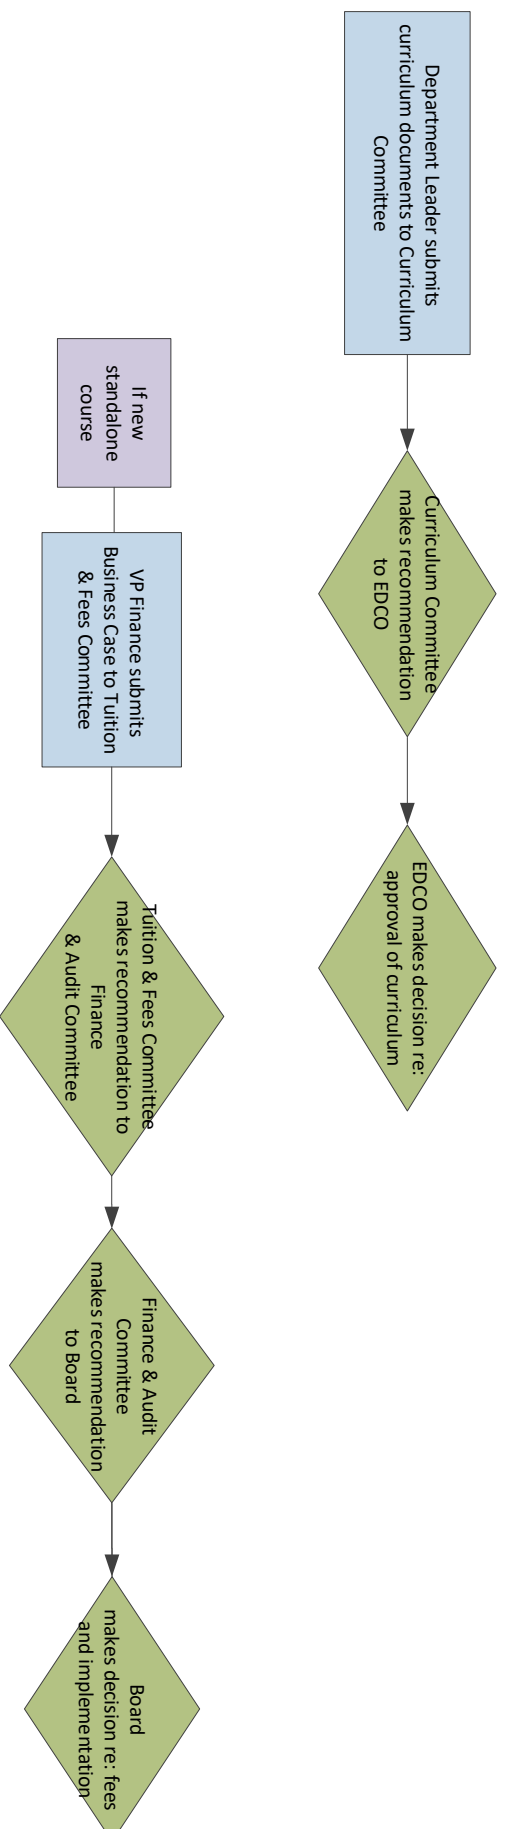 Department Leader submits
curriculum documents to Curriculum
Committee
Curriculum Committee
makes recommendation
to EDCO
EDCO makes decision re:
approval of curriculum
If new
standalone
course
VP Finance submits
Business Case to Tuition
& Fees Committee
Tuition & Fees Committee
makes recommendation to
Finance
& Audit Committee
Finance & Audit
Committee
makes recommendation
to Board
Board
makes decision re: fees
and implementation